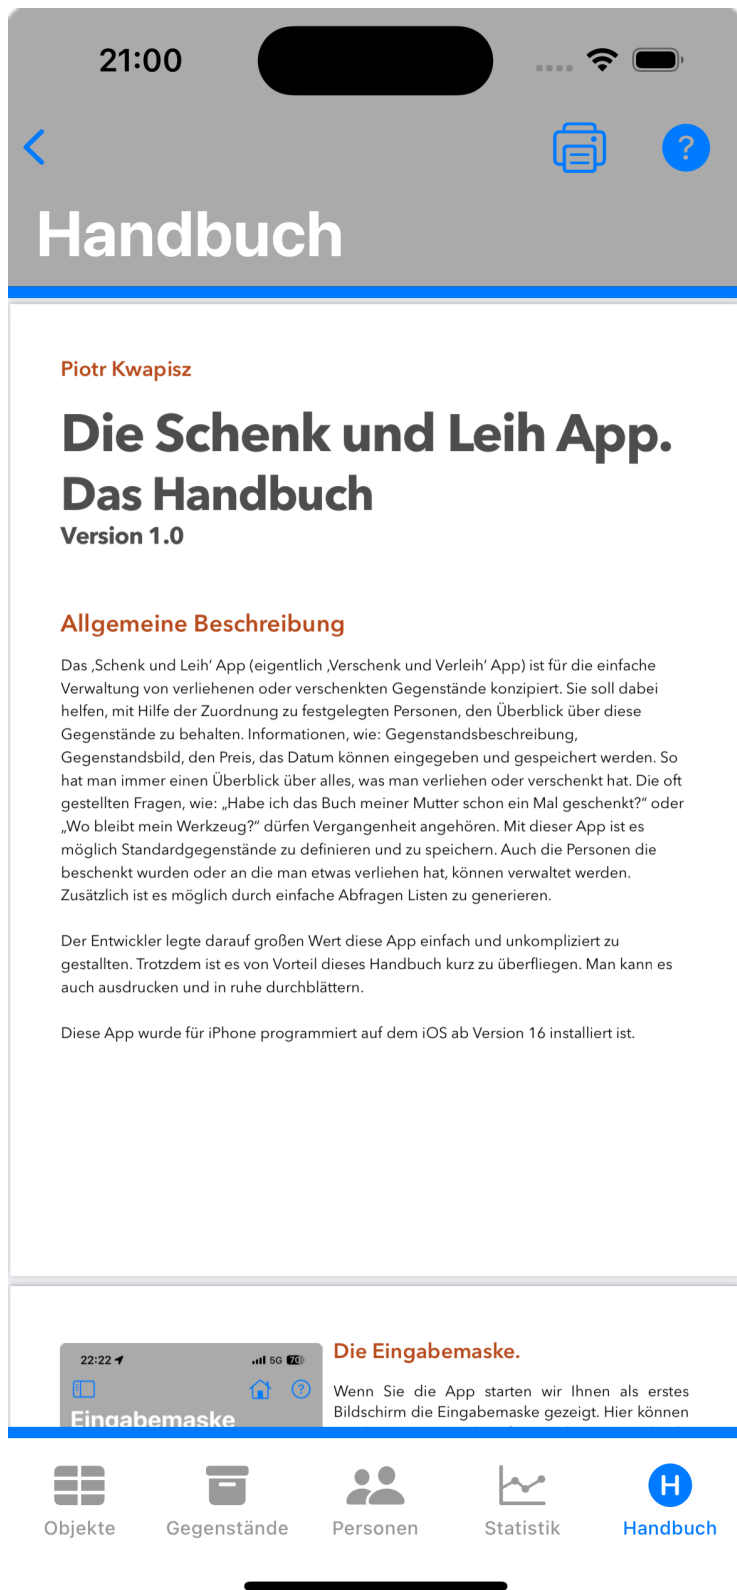 21:00
Handbuch
Piotr Kwapisz
Die Schenk und Leih App.
Das Handbuch
Version 1.0
Allgemeine Beschreibung
Das ‚Schenk und Leih‘ App (eigentlich ‚Verschenk und Verleih‘ App) ist für die einfache
Verwaltung von verliehenen oder verschenkten Gegenstände konzipiert. Sie soll dabei
helfen, mit Hilfe der Zuordnung zu festgelegten Personen, den Überblick über diese
Gegenstände zu behalten. Informationen, wie: Gegenstandsbeschreibung,
Gegenstandsbild, den Preis, das Datum können eingegeben und gespeichert werden. So
hat man immer einen Überblick über alles, was man verliehen oder verschenkt hat. Die oft
gestellten Fragen, wie: „Habe ich das Buch meiner Mutter schon ein Mal geschenkt?“ oder
„Wo bleibt mein Werkzeug?“ dürfen Vergangenheit angehören. Mit dieser App ist es
möglich Standardgegenstände zu definieren und zu speichern. Auch die Personen die
beschenkt wurden oder an die man etwas verliehen hat, können verwaltet werden.
Zusätzlich ist es möglich durch einfache Abfragen Listen zu generieren.
Der Entwickler legte darauf großen Wert diese App einfach und unkompliziert zu
gestallten. Trotzdem ist es von Vorteil dieses Handbuch kurz zu überfliegen. Man kann es
auch ausdrucken und in ruhe durchblättern.
Diese App wurde für iPhone programmiert auf dem iOS ab Version 16 installiert ist.
22:22 5G 70
Eingabemaske
Die Eingabemaske.
Wenn Sie die App starten wir Ihnen als erstes
Bildschirm die Eingabemaske gezeigt. Hier können
Objekte Gegenstände Personen Statistik H Handbuch